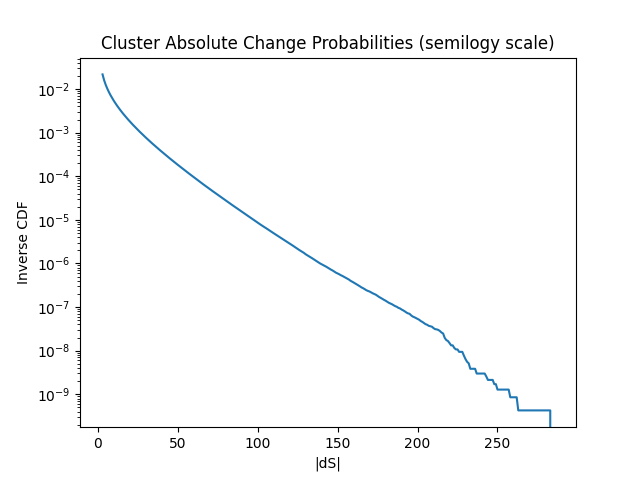 Cluster Absolute Change Probabilities (semilogy scale)
10⁻²
10⁻³
10⁻⁴
10⁻⁵
10⁻⁶
10⁻⁷
10⁻⁸
10⁻⁹
Inverse CDF
0 50 100 150 200 250
|dS|